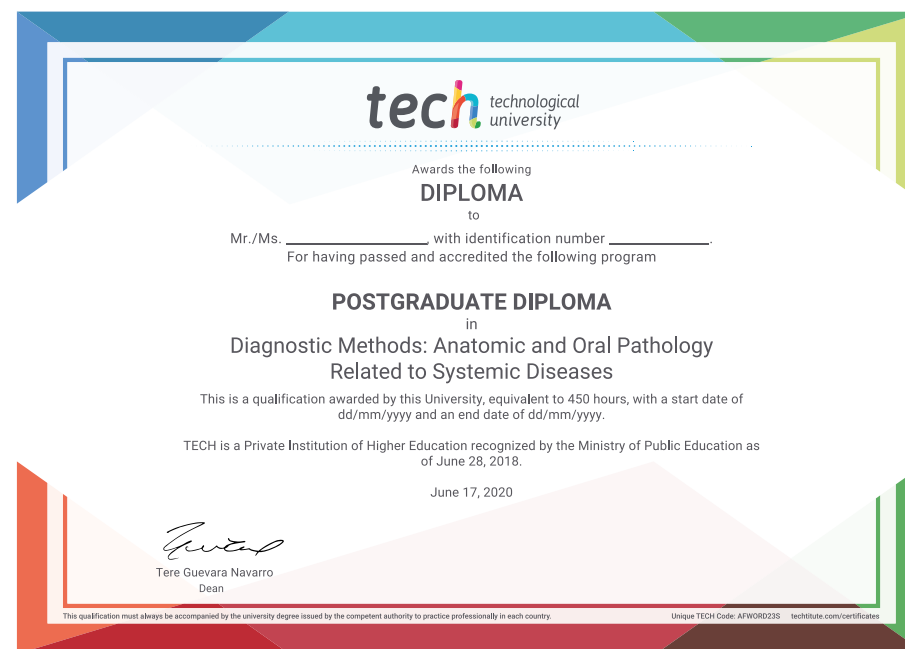 tech technological
university
Awards the following
DIPLOMA
to
Mr./Ms. ____________________, with identification number ______________.
For having passed and accredited the following program
POSTGRADUATE DIPLOMA
in
Diagnostic Methods: Anatomic and Oral Pathology
Related to Systemic Diseases
This is a qualification awarded by this University, equivalent to 450 hours, with a start date of
dd/mm/yyyy and an end date of dd/mm/yyyy.
TECH is a Private Institution of Higher Education recognized by the Ministry of Public Education as
of June 28, 2018.
June 17, 2020
Tere Guevara Navarro
Dean
This qualification must always be accompanied by the university degree issued by the competent authority to practice professionally in each country.
Unique TECH Code: AFWORD23S techtitute.com/certificates